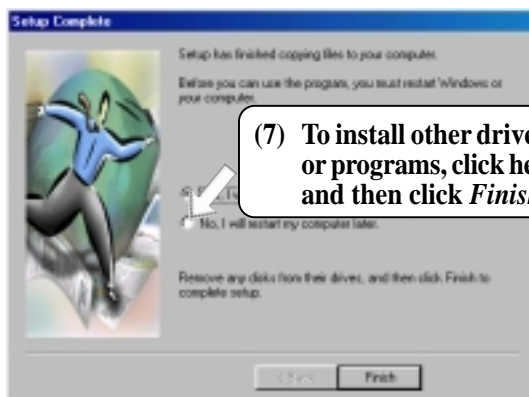 Setup Complete
Setup has finished copying files to your computer.
Before you can use the program, you must restart Windows or
your computer.
(7) To install other drive
or programs, click he
and then click Finish
No, I will restart my computer later.
Remove any disks from their drives, and then click Finish to
complete setup.
< Back
Finish